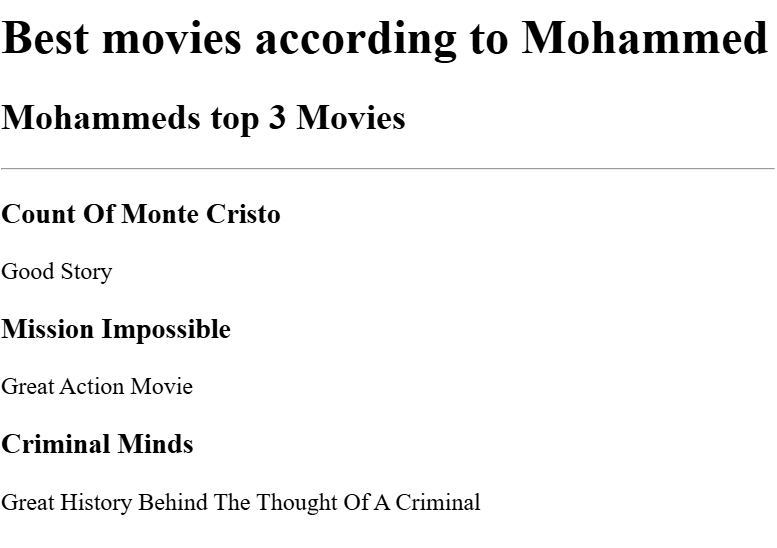 Best movies according to Mohammed
Mohammeds top 3 Movies
Count Of Monte Cristo
Good Story
Mission Impossible
Great Action Movie
Criminal Minds
Great History Behind The Thought Of A Criminal